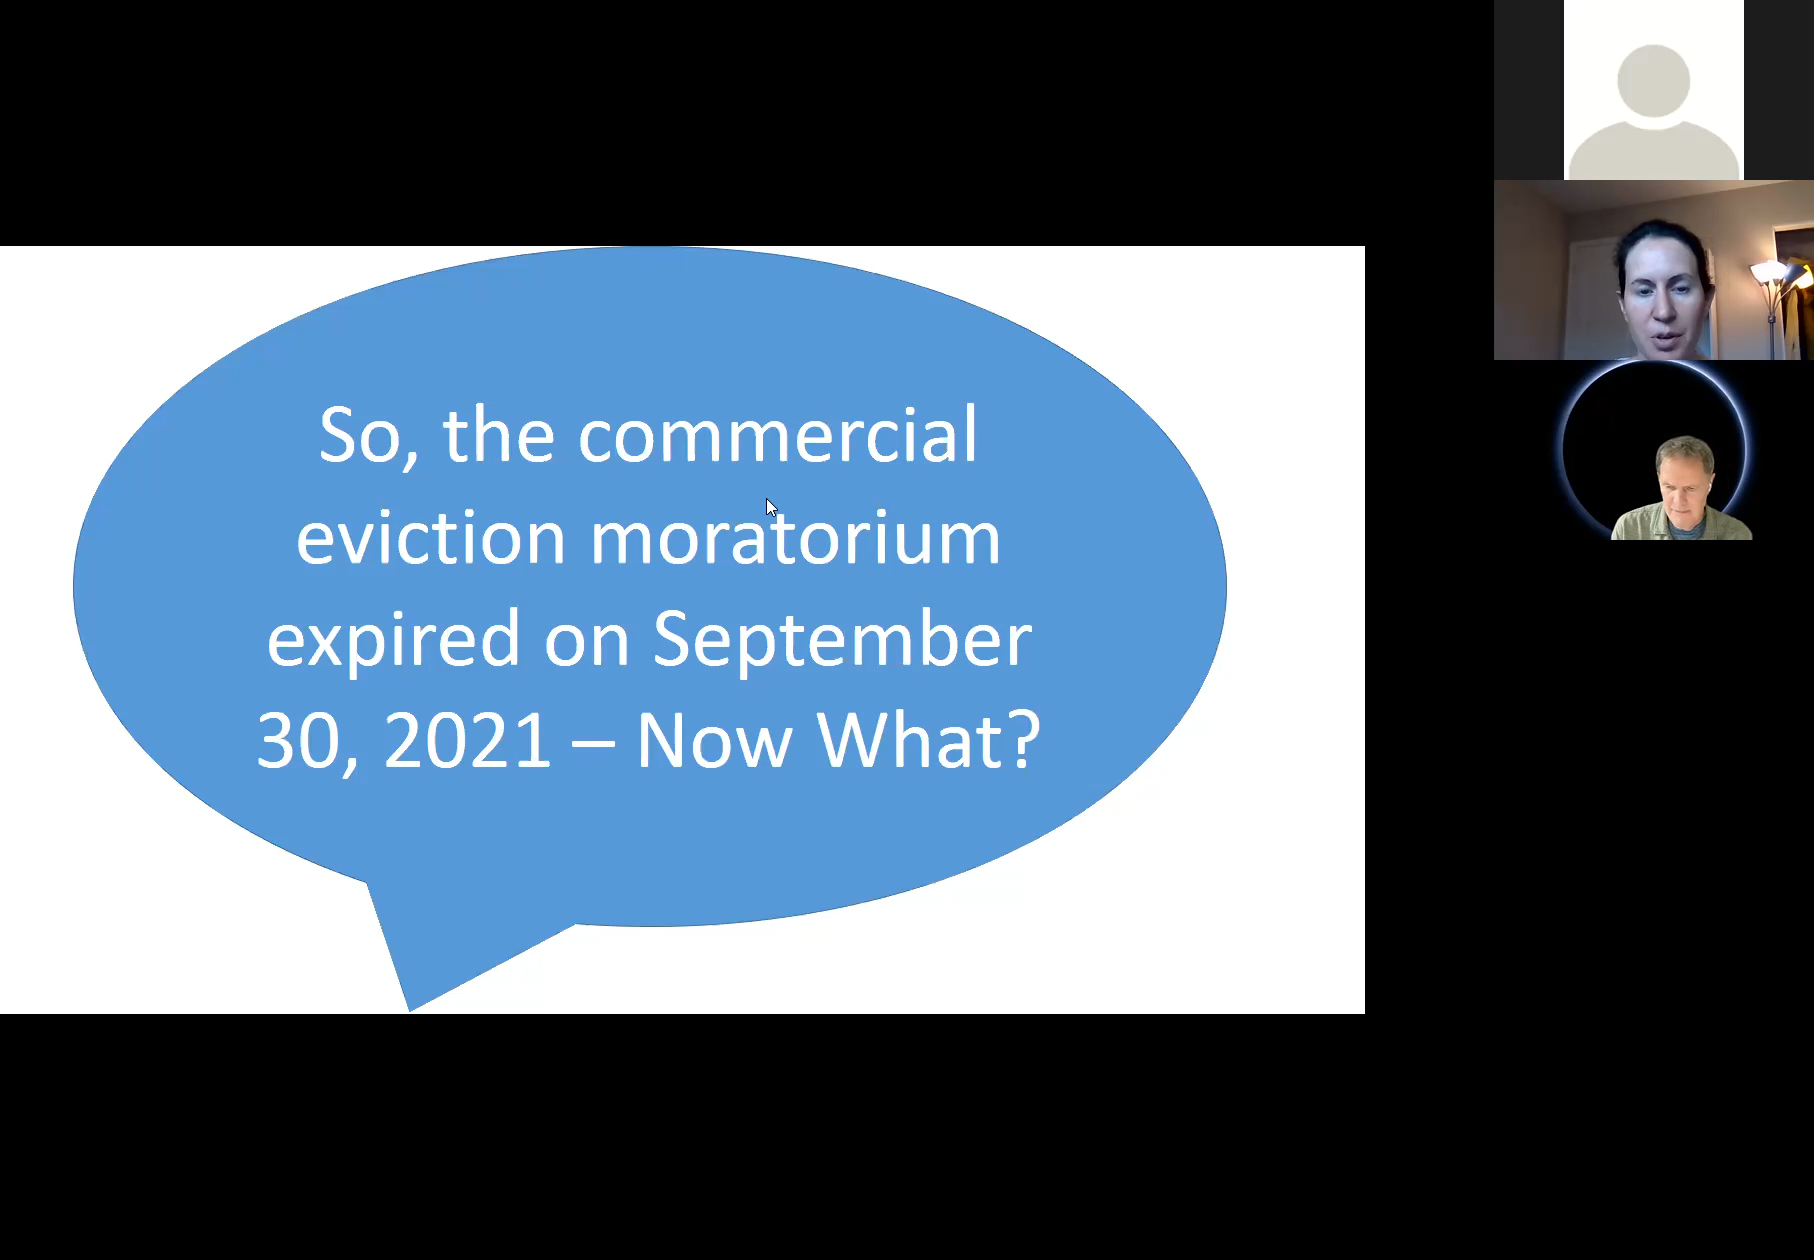 So, the commercial
eviction moratorium
expired on September
30, 2021 – Now What?